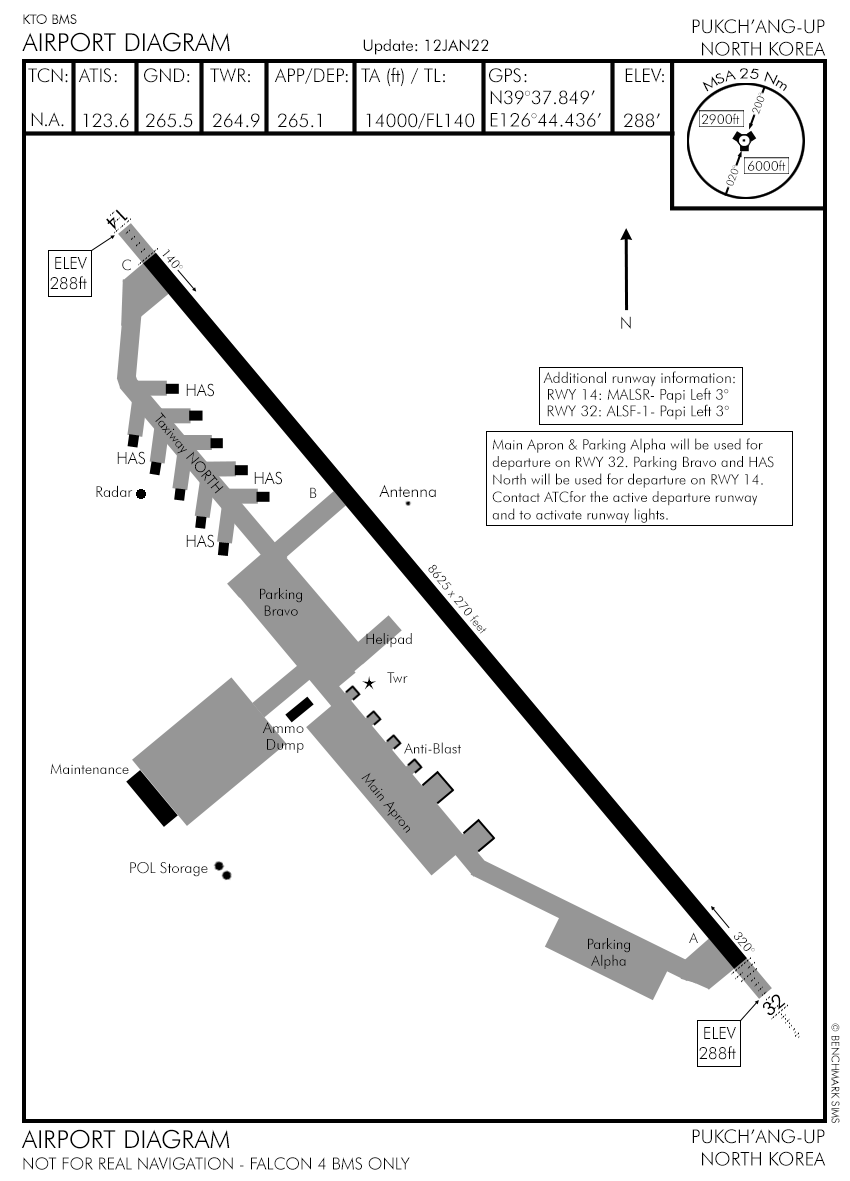 KTO BMS
AIRPORT DIAGRAM
Update: 12JAN22
PUKCH'ANG-UP
NORTH KOREA
TCN:
N.A.
ATIS:
123.6
GND:
265.5
TWR:
264.9
APP/DEP:
265.1
TA (ft) / TL:
14000/FL140
GPS:
N39°37.849'
E126°44.436'
ELEV:
288'
MSA 25 Nm
200°
2900ft
6000ft
020°
14
ELEV
288ft
C
140°
N
HAS
Additional runway information:
RWY 14: MALSR- Papi Left 3°
RWY 32: ALSF-1- Papi Left 3°
Taxiway NORTH
Main Apron & Parking Alpha will be used for
departure on RWY 32. Parking Bravo and HAS
North will be used for departure on RWY 14.
Contact ATCfor the active departure runway
and to activate runway lights.
HAS
HAS
Radar
B
Antenna
HAS
8625 x 270 feet
Parking
Bravo
Helipad
Twr
Ammo
Dump
Anti-Blast
Maintenance
Main Apron
POL Storage
A
320°
Parking
Alpha
32
ELEV
288ft
© BENCHMARK SIMS
AIRPORT DIAGRAM
NOT FOR REAL NAVIGATION - FALCON 4 BMS ONLY
PUKCH'ANG-UP
NORTH KOREA